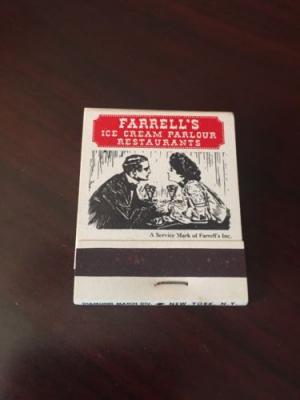 FARRELL'S
ICE CREAM PARLOUR
RESTAURANTS
A Service Mark of Farrell's Inc.
NEW YORK, N.Y.